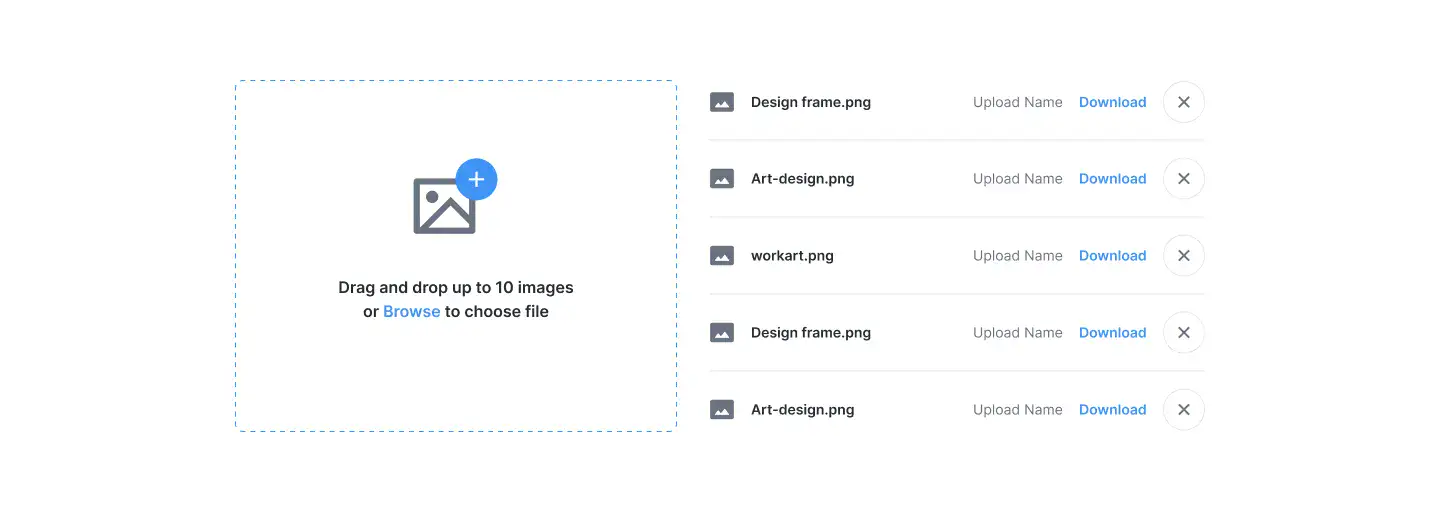 Drag and drop up to 10 images
or Browse to choose file
Design frame.png Upload Name Download
Art-design.png Upload Name Download
workart.png Upload Name Download
Design frame.png Upload Name Download
Art-design.png Upload Name Download